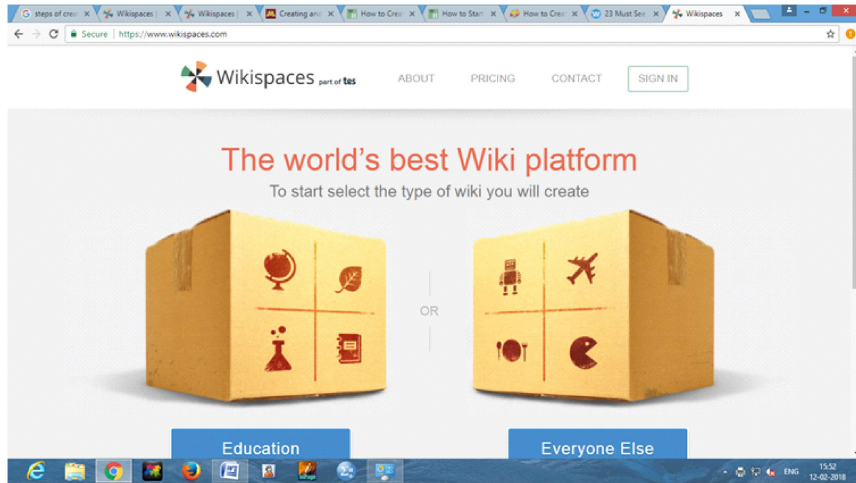 steps of crea
Wikispaces |
Wikispaces |
Creating and
How to Crea
How to Start
How to Crea
23 Must See
Wikispaces
Secure | https://www.wikispaces.com
Wikispaces part of tes
ABOUT
PRICING
CONTACT
SIGN IN
The world's best Wiki platform
To start select the type of wiki you will create
OR
Education
Everyone Else
ENG
15:52
12-02-2018